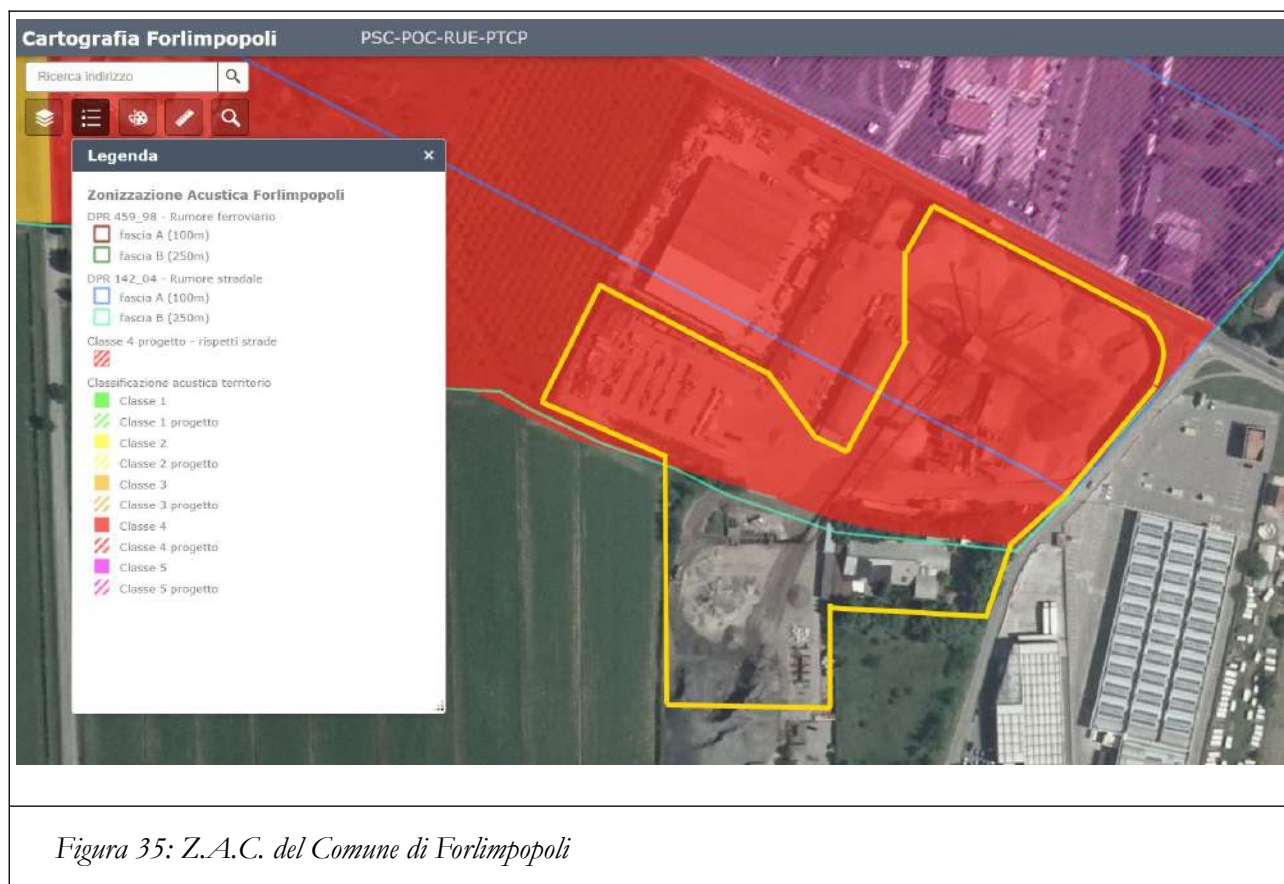 Cartografia Forlimpopoli PSC-POC-RUE-PTCP
Ricerca indirizzo
Legenda ×
Zonizzazione Acustica Forlimpopoli
DPR 459_98 - Rumore ferroviario
fascia A (100m)
fascia B (250m)
DPR 142_04 - Rumore stradale
fascia A (100m)
fascia B (250m)
Classe 4 progetto - rispetti strade
Classificazione acustica territorio
Classe 1
Classe 1 progetto
Classe 2
Classe 2 progetto
Classe 3
Classe 3 progetto
Classe 4
Classe 4 progetto
Classe 5
Classe 5 progetto
Figura 35: Z.A.C. del Comune di Forlimpopoli